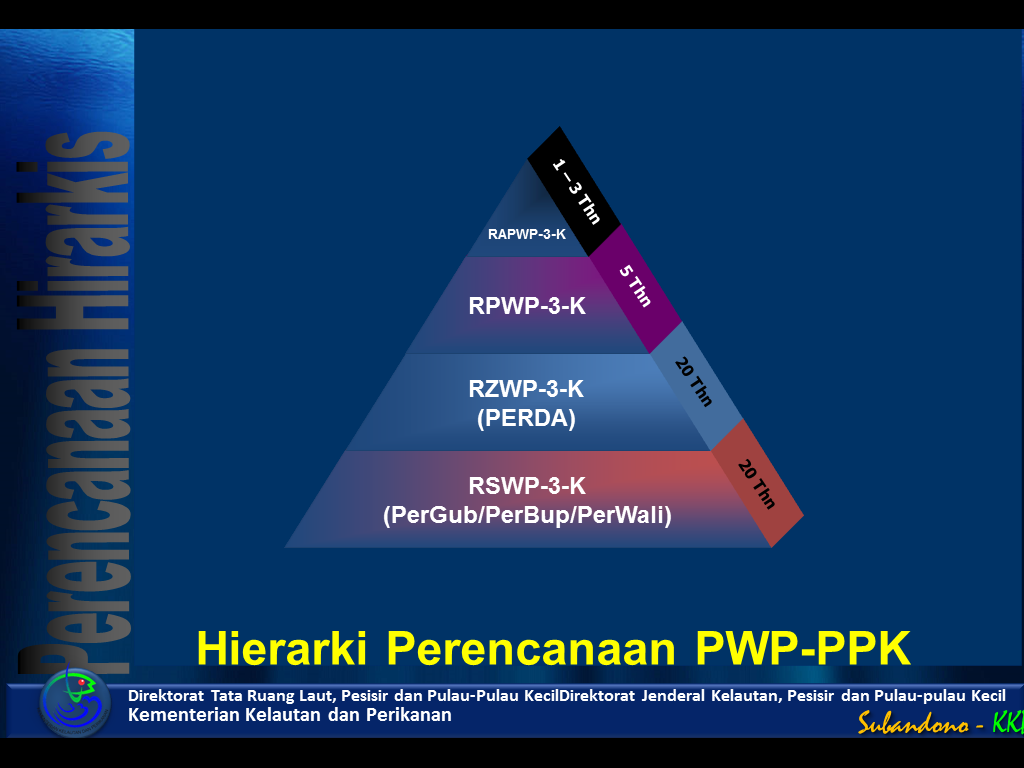 Perencanaan Hirarkis
1 – 3 Thn
RAPWP-3-K
5 Thn
RPWP-3-K
20 Thn
RZWP-3-K
(PERDA)
20 Thn
RSWP-3-K
(PerGub/PerBup/PerWali)
Hierarki Perencanaan PWP-PPK
Direktorat Tata Ruang Laut, Pesisir dan Pulau-Pulau KecilDirektorat Jenderal Kelautan, Pesisir dan Pulau-pulau Kecil
Kementerian Kelautan dan Perikanan
Subandono -